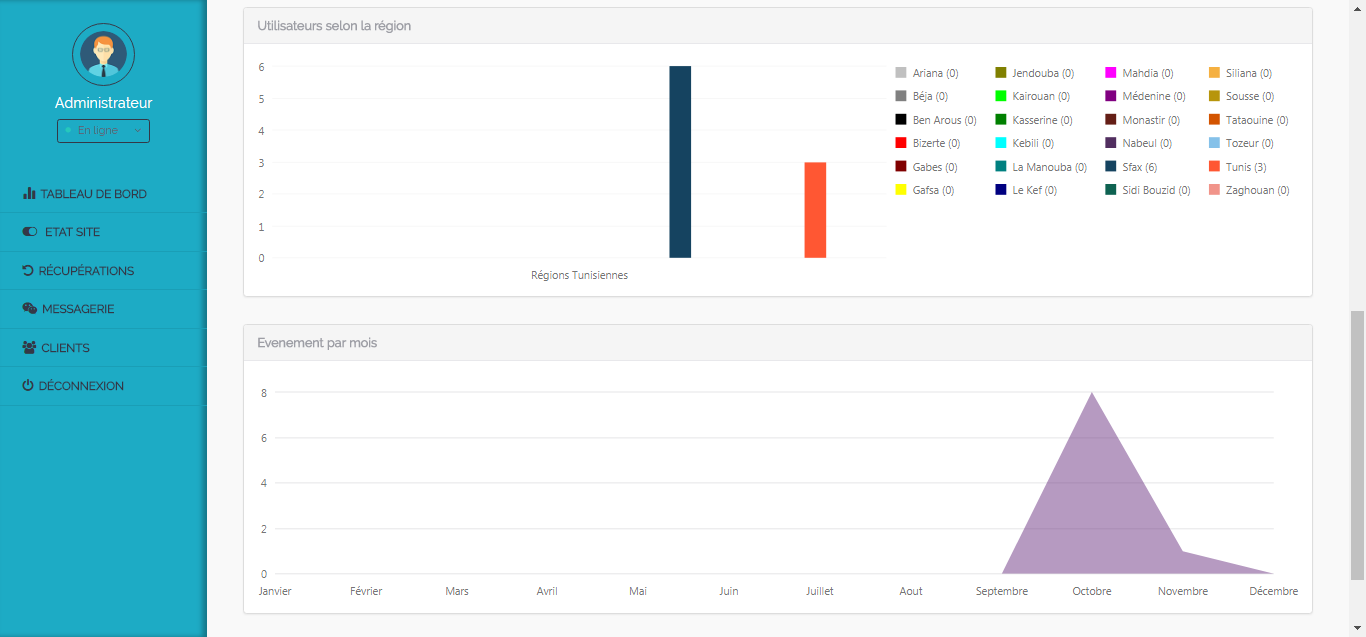 Administrateur
En ligne
TABLEAU DE BORD
ETAT SITE
RÉCUPÉRATIONS
MESSAGERIE
CLIENTS
DÉCONNEXION
Utilisateurs selon la région
6
5
4
3
2
1
0
Régions Tunisiennes
Ariana (0) Jendouba (0) Mahdia (0) Siliana (0)
Béja (0) Kairouan (0) Médenine (0) Sousse (0)
Ben Arous (0) Kasserine (0) Monastir (0) Tataouine (0)
Bizerte (0) Kebili (0) Nabeul (0) Tozeur (0)
Gabes (0) La Manouba (0) Sfax (6) Tunis (3)
Gafsa (0) Le Kef (0) Sidi Bouzid (0) Zaghouan (0)
Evenement par mois
8
6
4
2
0
Janvier Février Mars Avril Mai Juin Juillet Aout Septembre Octobre Novembre Décembre